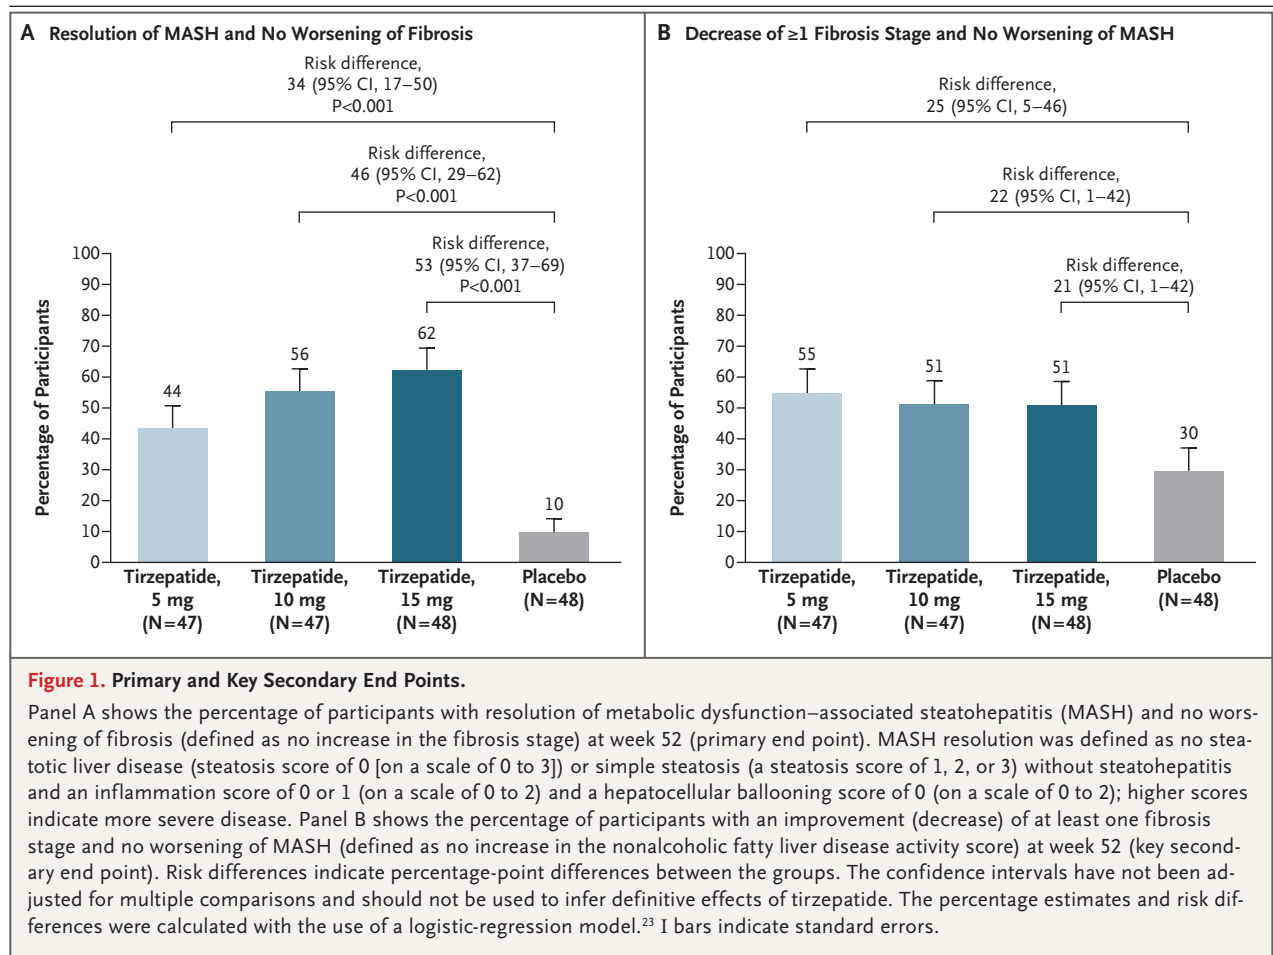 A Resolution of MASH and No Worsening of Fibrosis
Risk difference,
34 (95% CI, 17–50)
P<0.001
Risk difference,
46 (95% CI, 29–62)
P<0.001
Risk difference,
53 (95% CI, 37–69)
P<0.001
Percentage of Participants
100
90
80
70
60
50
40
30
20
10
0
44
56
62
10
Tirzepatide,
5 mg
(N=47)
Tirzepatide,
10 mg
(N=47)
Tirzepatide,
15 mg
(N=48)
Placebo
(N=48)
B Decrease of ≥1 Fibrosis Stage and No Worsening of MASH
Risk difference,
25 (95% CI, 5–46)
Risk difference,
22 (95% CI, 1–42)
Risk difference,
21 (95% CI, 1–42)
Percentage of Participants
100
90
80
70
60
50
40
30
20
10
0
55
51
51
30
Tirzepatide,
5 mg
(N=47)
Tirzepatide,
10 mg
(N=47)
Tirzepatide,
15 mg
(N=48)
Placebo
(N=48)
Figure 1. Primary and Key Secondary End Points.
Panel A shows the percentage of participants with resolution of metabolic dysfunction–associated steatohepatitis (MASH) and no wors-
ening of fibrosis (defined as no increase in the fibrosis stage) at week 52 (primary end point). MASH resolution was defined as no stea-
totic liver disease (steatosis score of 0 [on a scale of 0 to 3]) or simple steatosis (a steatosis score of 1, 2, or 3) without steatohepatitis
and an inflammation score of 0 or 1 (on a scale of 0 to 2) and a hepatocellular ballooning score of 0 (on a scale of 0 to 2); higher scores
indicate more severe disease. Panel B shows the percentage of participants with an improvement (decrease) of at least one fibrosis
stage and no worsening of MASH (defined as no increase in the nonalcoholic fatty liver disease activity score) at week 52 (key second-
ary end point). Risk differences indicate percentage-point differences between the groups. The confidence intervals have not been ad-
justed for multiple comparisons and should not be used to infer definitive effects of tirzepatide. The percentage estimates and risk dif-
ferences were calculated with the use of a logistic-regression model.²³ I bars indicate standard errors.